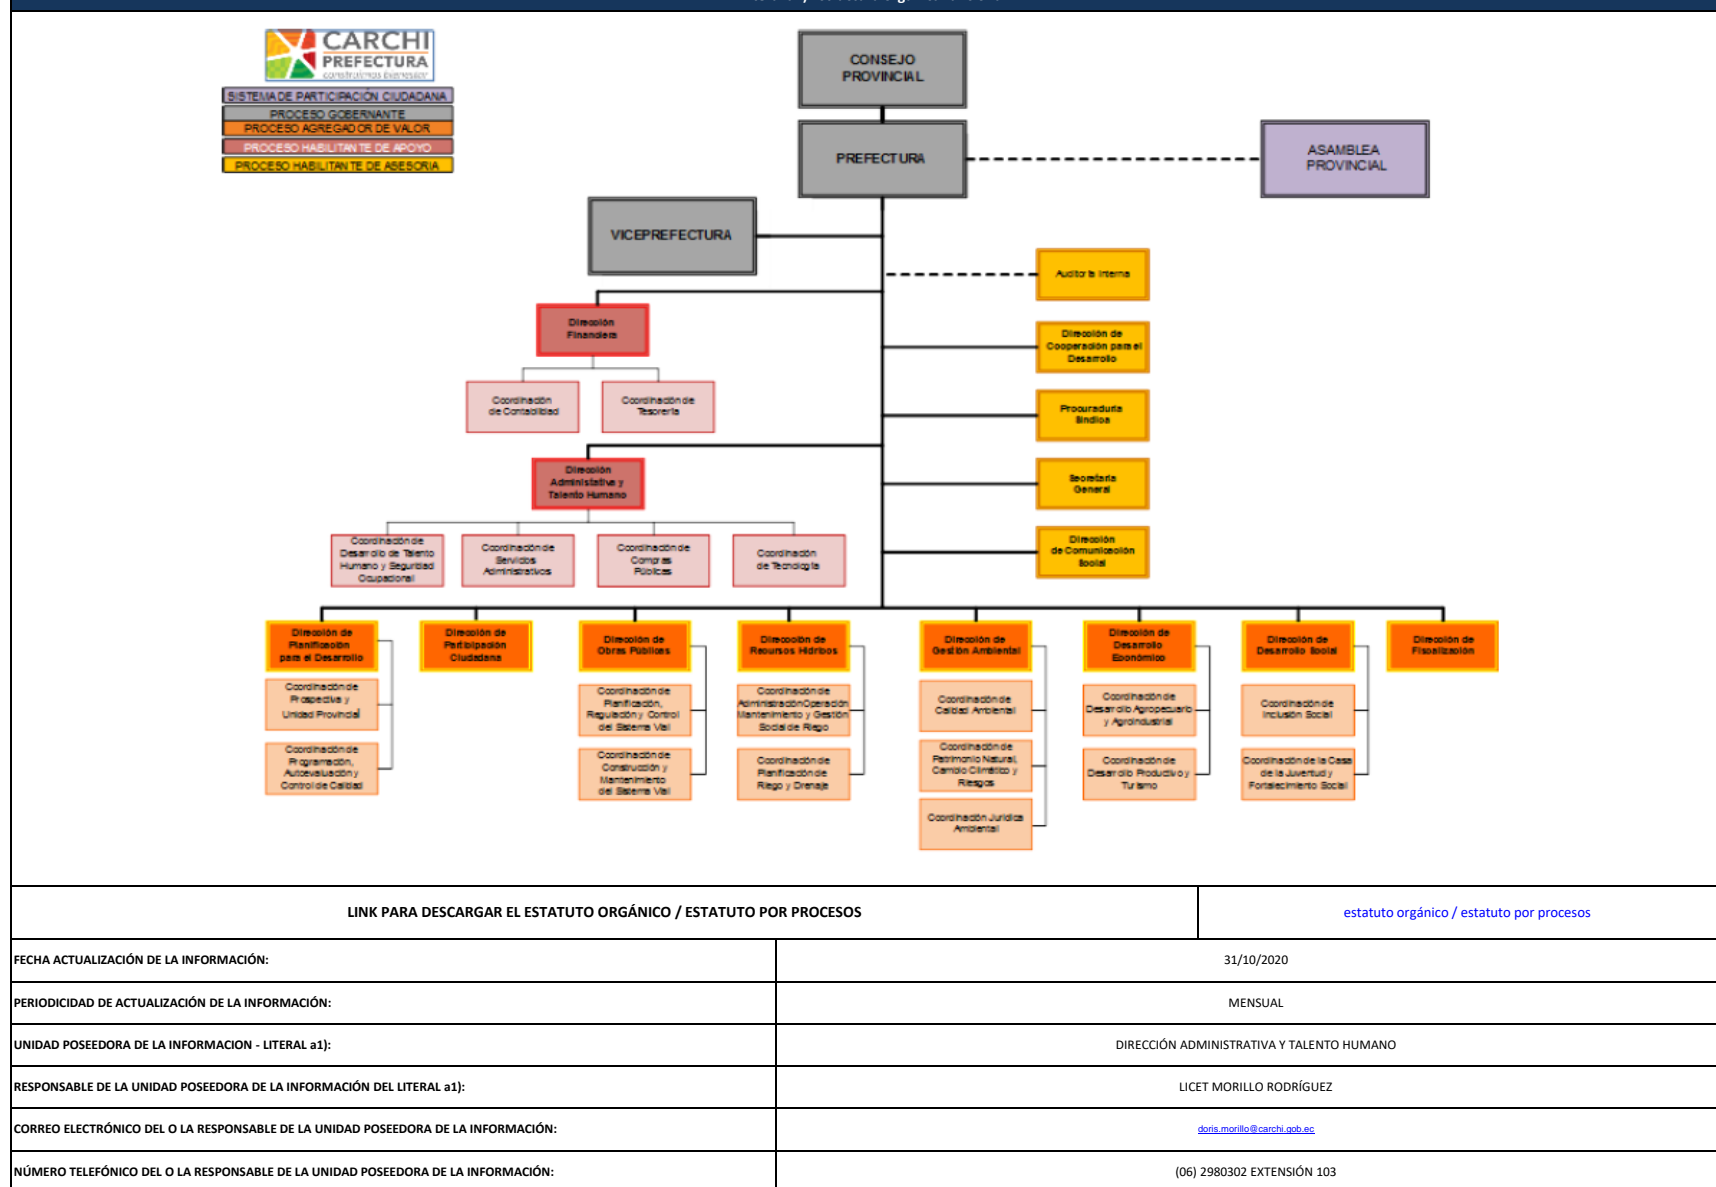 CARCHI
PREFECTURA
construimos bienestar
SISTEMA DE PARTICIPACIÓN CIUDADANA
PROCESO GOBERNANTE
PROCESO AGREGADOR DE VALOR
PROCESO HABILITANTE DE APOYO
PROCESO HABILITANTE DE ASESORIA
CONSEJO
PROVINCIAL
PREFECTURA
ASAMBLEA
PROVINCIAL
VICEPREFECTURA
Auditoría Interna
Dirección
Financiera
Dirección de
Cooperación para el
Desarrollo
Coordinación
de Contabilidad
Coordinación de
Tesorería
Procuraduría
Síndica
Dirección
Administativa y
Talento Humano
Secretaría
General
Coordinación de
Desarrollo de Talento
Humano y Seguridad
Ocupacional
Coordinación de
Servicios
Administrativos
Coordinación de
Compras
Públicas
Coordinación
de Tecnología
Dirección
de Comunicación
Social
Dirección de
Planificación
para el Desarrollo
Dirección de
Participación
Ciudadana
Dirección de
Obras Públicas
Direcoción de
Recursos Hídricos
Dirección de
Gestión Ambiental
Dirección de
Desarrollo
Económico
Dirección de
Desarrollo Social
Dirección de
Fiscalización
Coordinación de
Prospectiva y
Unidad Provincial
Coordinación de
Planificación,
Regulación y Control
del Sistema Vial
Coordinación de
Administración Operación
Mantenimiento y Gestión
Social de Riego
Coordinación de
Calidad Ambiental
Coordinación de
Desarrollo Agropecuario
y Agroindustrial
Coordinación de
Inclusión Social
Coordinación de
Programación,
Autoevaluación y
Control de Calidad
Coordinación de
Construcción y
Mantenimiento
del Sistema Vial
Coordinación de
Planificación de
Riego y Drenaje
Coordinación de
Patrimonio Natural,
Cambio Climático y
Riesgos
Coordinación de
Desarrollo Productivo y
Turismo
Coordinación de la Casa
de la Juventud y
Fortalecimiento Social
Coordinación Jurídica
Ambiental
LINK PARA DESCARGAR EL ESTATUTO ORGÁNICO / ESTATUTO POR PROCESOS
estatuto orgánico / estatuto por procesos
FECHA ACTUALIZACIÓN DE LA INFORMACIÓN:
31/10/2020
PERIODICIDAD DE ACTUALIZACIÓN DE LA INFORMACIÓN:
MENSUAL
UNIDAD POSEEDORA DE LA INFORMACION - LITERAL a1):
DIRECCIÓN ADMINISTRATIVA Y TALENTO HUMANO
RESPONSABLE DE LA UNIDAD POSEEDORA DE LA INFORMACIÓN DEL LITERAL a1):
LICET MORILLO RODRÍGUEZ
CORREO ELECTRÓNICO DEL O LA RESPONSABLE DE LA UNIDAD POSEEDORA DE LA INFORMACIÓN:
doris.morillo@carchi.gob.ec
NÚMERO TELEFÓNICO DEL O LA RESPONSABLE DE LA UNIDAD POSEEDORA DE LA INFORMACIÓN:
(06) 2980302 EXTENSIÓN 103